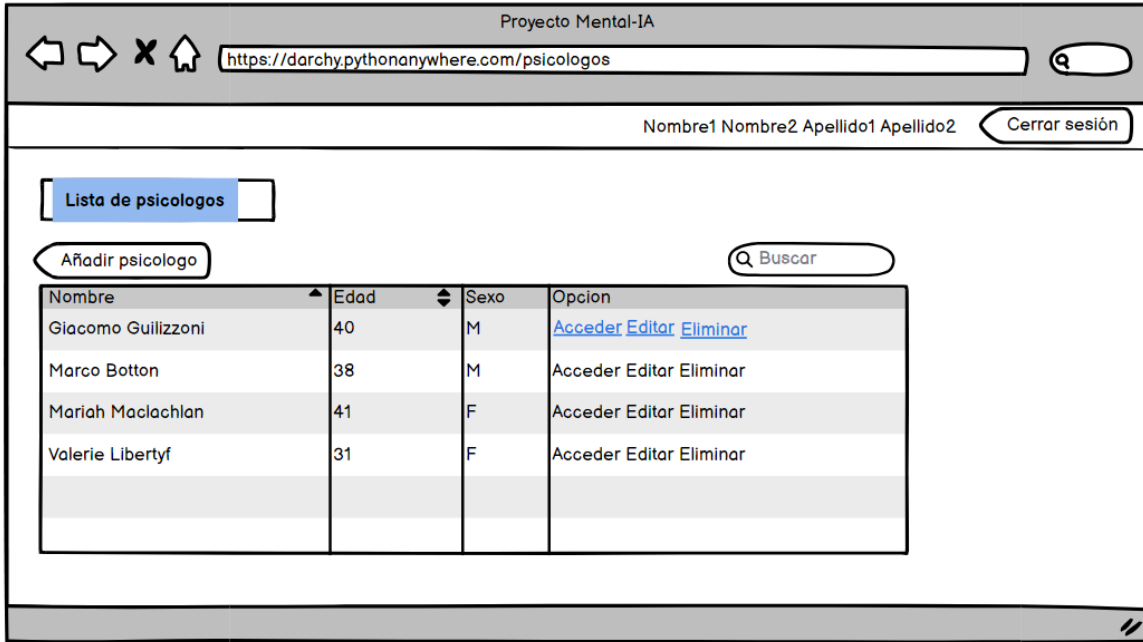 Proyecto Mental-IA
https://darchy.pythonanywhere.com/psicologos
Nombre1 Nombre2 Apellido1 Apellido2 Cerrar sesión
Lista de psicologos
Añadir psicologo Buscar
Nombre Edad Sexo Opcion
Giacomo Guilizzoni 40 M Acceder Editar Eliminar
Marco Botton 38 M Acceder Editar Eliminar
Mariah Maclachlan 41 F Acceder Editar Eliminar
Valerie Libertyf 31 F Acceder Editar Eliminar